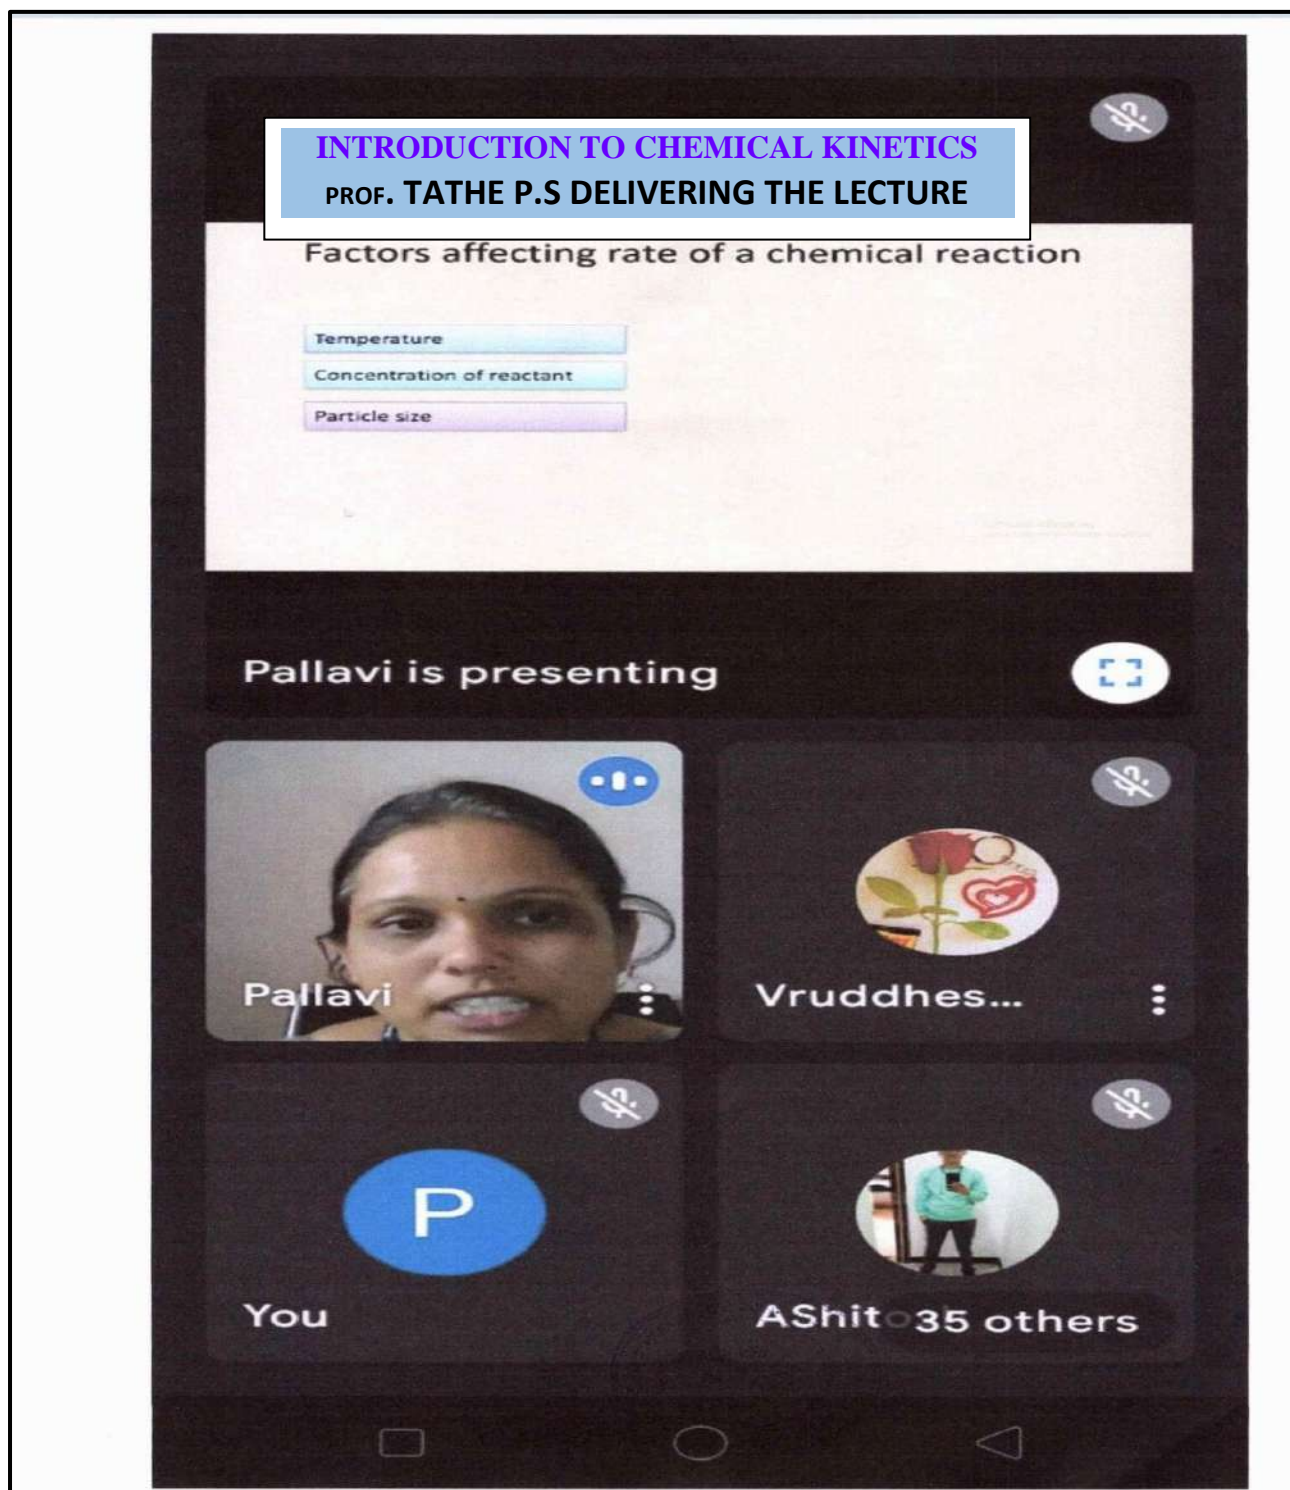 INTRODUCTION TO CHEMICAL KINETICS
PROF. TATHE P.S DELIVERING THE LECTURE
Factors affecting rate of a chemical reaction
Temperature
Concentration of reactant
Particle size
Pallavi is presenting
Pallavi
Vruddhes...
P
You
AShit
35 others